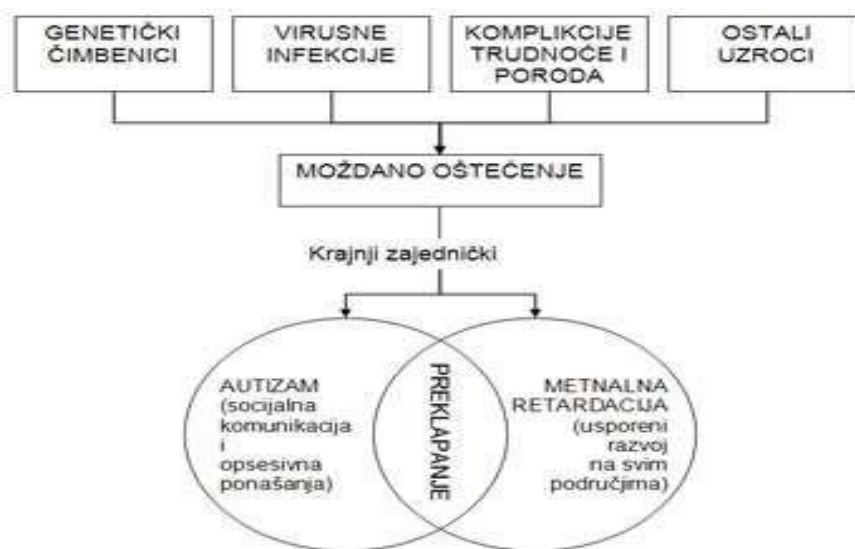 GENETIČKI
ČIMBENICI
VIRUSNE
INFEKCIJE
KOMPLIKCIJE
TRUDNOĆE I
PORODA
OSTALI
UZROCI
MOŽDANO OŠTEĆENJE
Krajnji zajednički
AUTIZAM
(socijalna
komunikacija
i
opsesivna
ponašanja)
PREKLAPANJE
METNALNA
RETARDACIJA
(usporeni
razvoj
na svim
područjima)